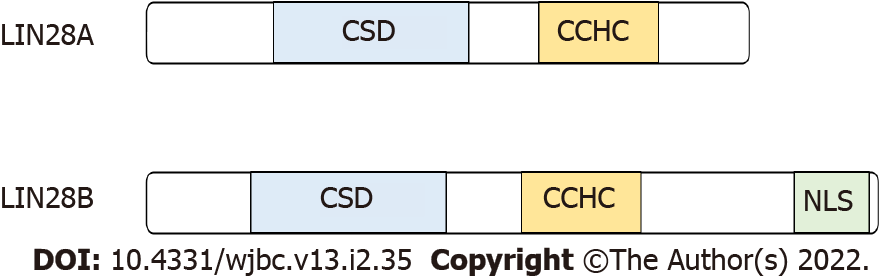 LIN28A CSD CCHC
LIN28B CSD CCHC NLS
DOI: 10.4331/wjbc.v13.i2.35 Copyright ©The Author(s) 2022.